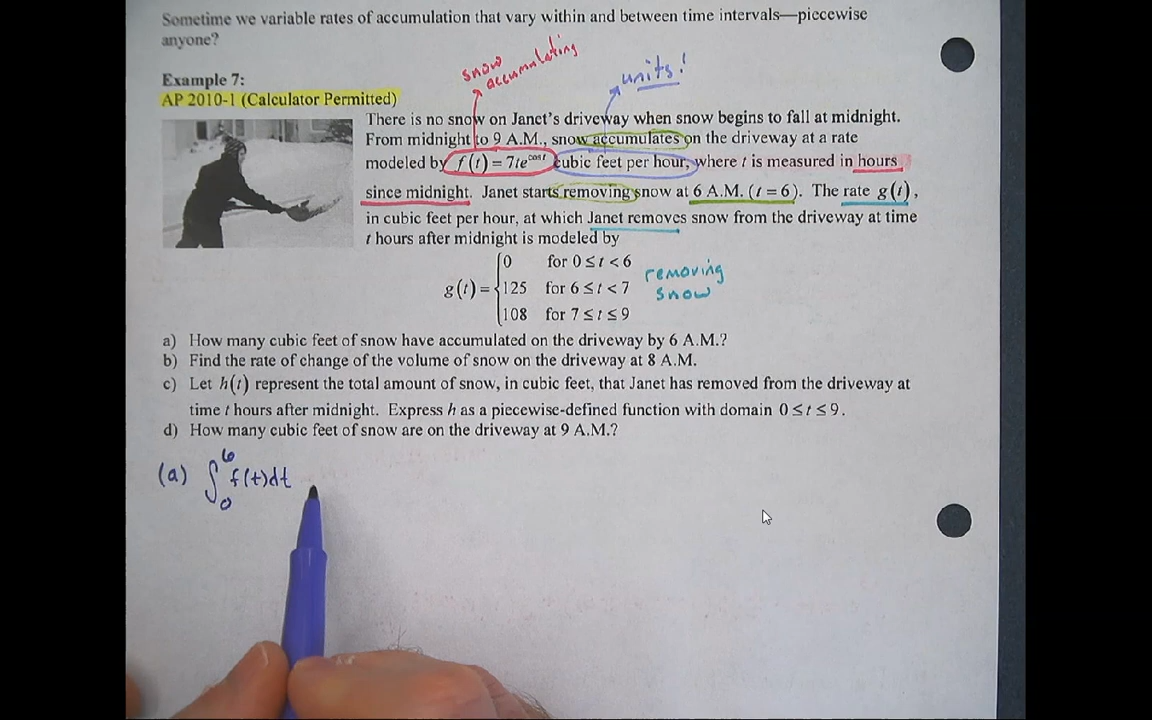 Sometime we variable rates of accumulation that vary within and between time intervals—piecewise
anyone?
snow
accumulating
units!
Example 7:
AP 2010-1 (Calculator Permitted)
There is no snow on Janet's driveway when snow begins to fall at midnight.
From midnight to 9 A.M., snow accumulates on the driveway at a rate
modeled by f(t) = 7te^{cos t} cubic feet per hour, where t is measured in hours
since midnight. Janet starts removing snow at 6 A.M. (t = 6). The rate g(t),
in cubic feet per hour, at which Janet removes snow from the driveway at time
t hours after midnight is modeled by
g(t) = { 0 for 0 ≤ t < 6
125 for 6 ≤ t < 7
108 for 7 ≤ t ≤ 9
removing
snow
a) How many cubic feet of snow have accumulated on the driveway by 6 A.M.?
b) Find the rate of change of the volume of snow on the driveway at 8 A.M.
c) Let h(t) represent the total amount of snow, in cubic feet, that Janet has removed from the driveway at
time t hours after midnight. Express h as a piecewise-defined function with domain 0 ≤ t ≤ 9.
d) How many cubic feet of snow are on the driveway at 9 A.M.?
(a) ∫_0^6 f(t)dt